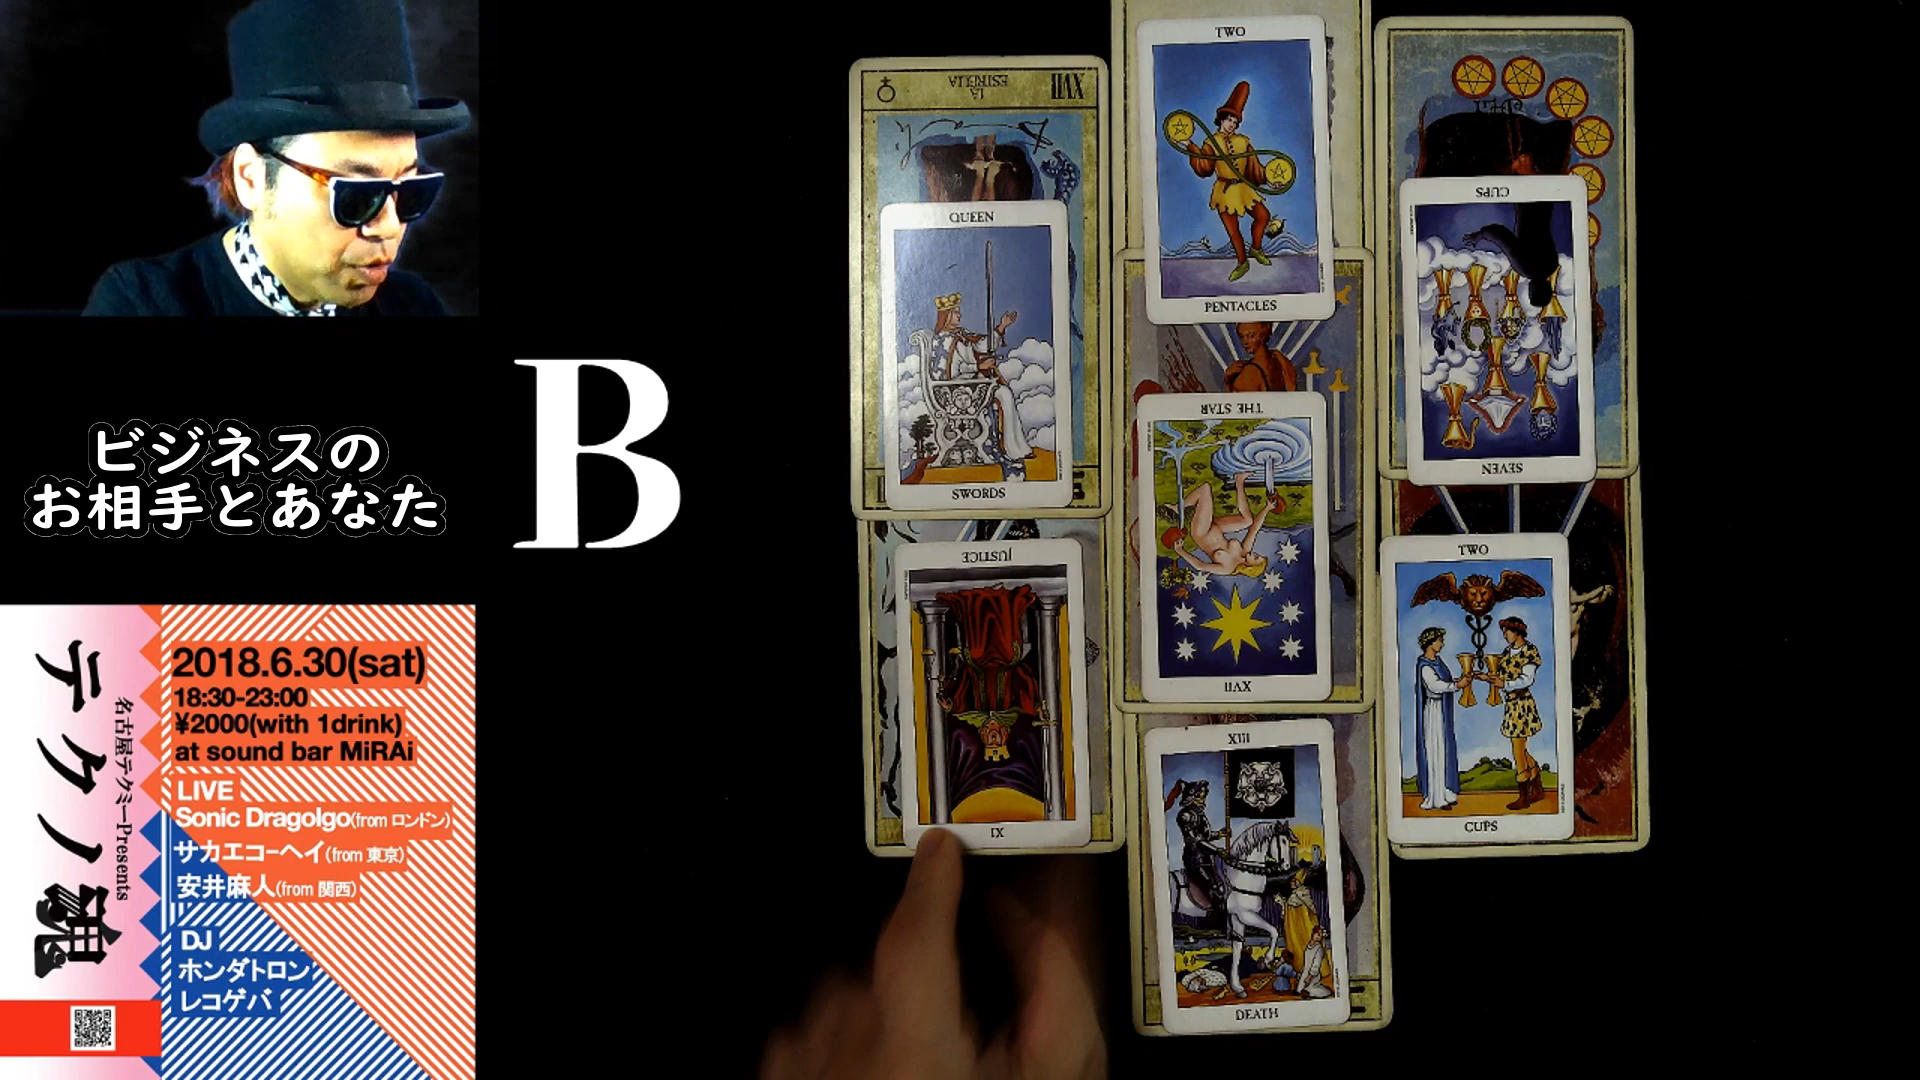 ビジネスの
お相手とあなた
B
テクノ魂
名古屋テクミーPresents
2018.6.30(sat)
18:30-23:00
¥2000(with 1drink)
at sound bar MiRAi
LIVE
Sonic Dragolgo(from ロンドン)
サカエコーヘイ(from 東京)
安井麻人(from 関西)
DJ
ホンダトロン
レコゲバ
LA
ESTRELLA
XVII
QUEEN
SWORDS
JUSTICE
XI
TWO
PENTACLES
THE STAR
XVII
XIII
DEATH
CUPS
SEVEN
TWO
CUPS